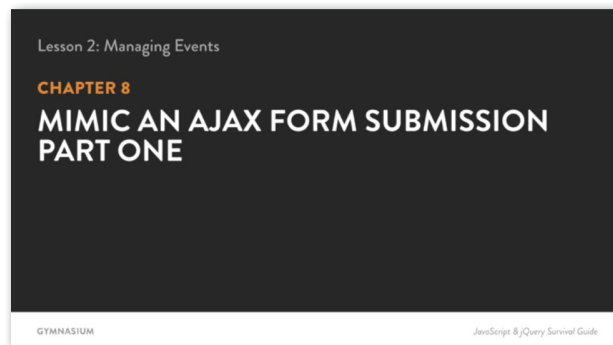 Lesson 2: Managing Events
CHAPTER 8
MIMIC AN AJAX FORM SUBMISSION
PART ONE
GYMNASIUM
JavaScript & jQuery Survival Guide